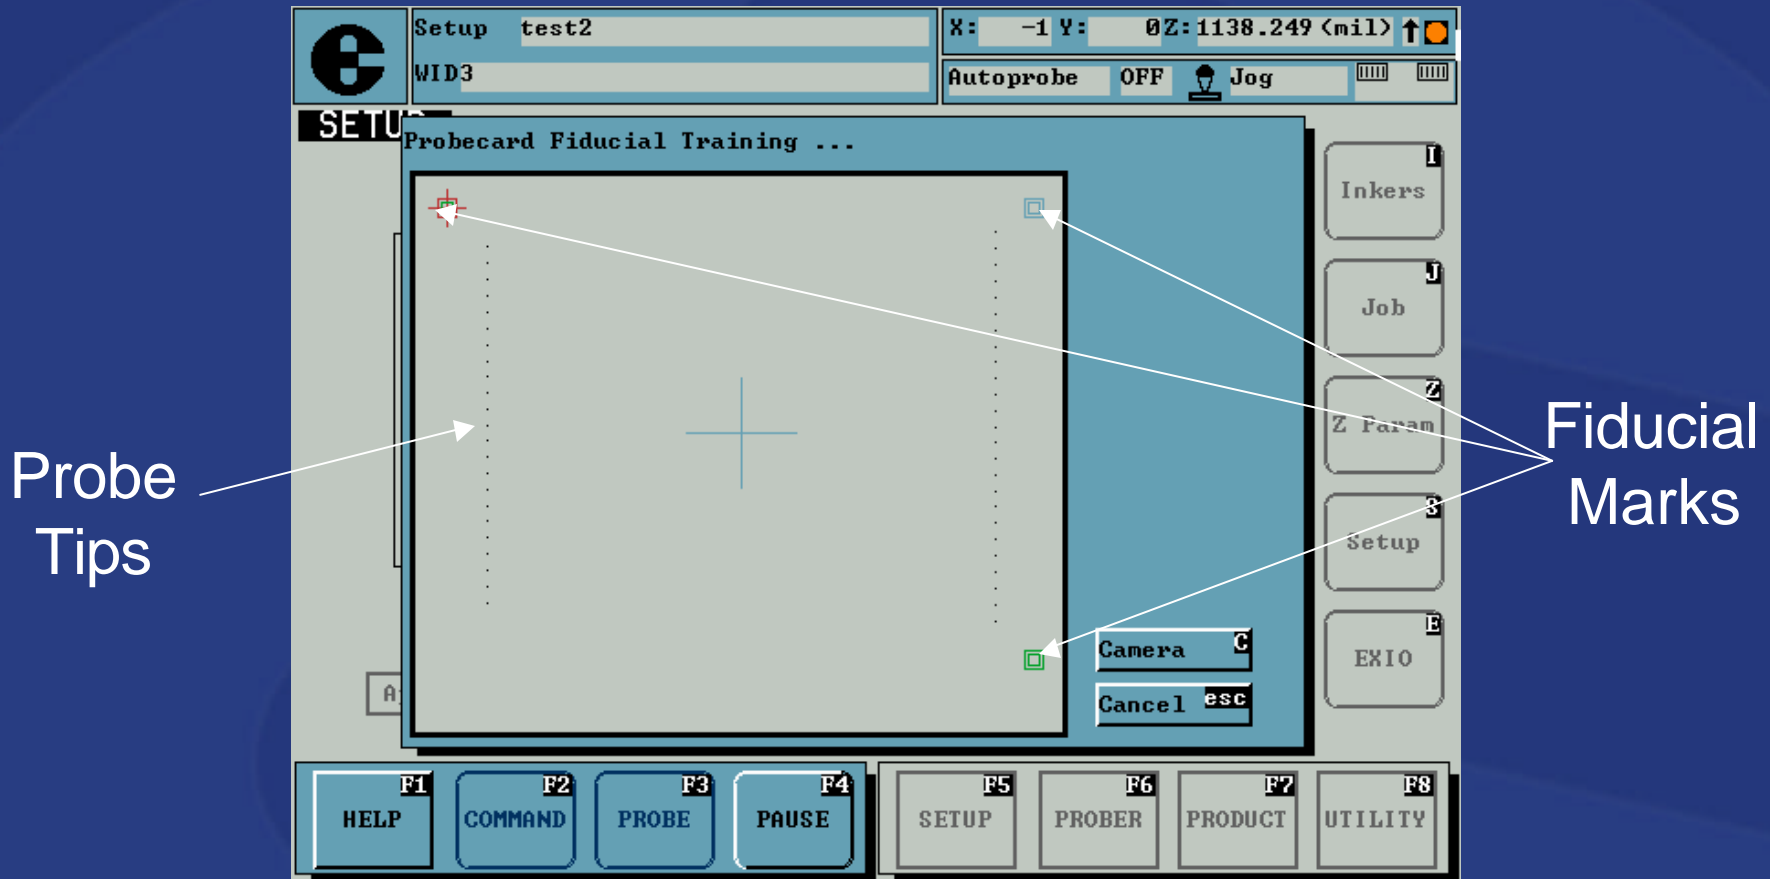 Setup test2
WID3
X: -1 Y: 0Z:1138.249 (mil)
Autoprobe OFF Jog
SETU
Probecard Fiducial Training ...
I
Inkers
J
Job
Z
Z Param
S
Setup
E
EXIO
Probe
Tips
Fiducial
Marks
Camera C
Cancel esc
A
F1
HELP
F2
COMMAND
F3
PROBE
F4
PAUSE
F5
SETUP
F6
PROBER
F7
PRODUCT
F8
UTILITY